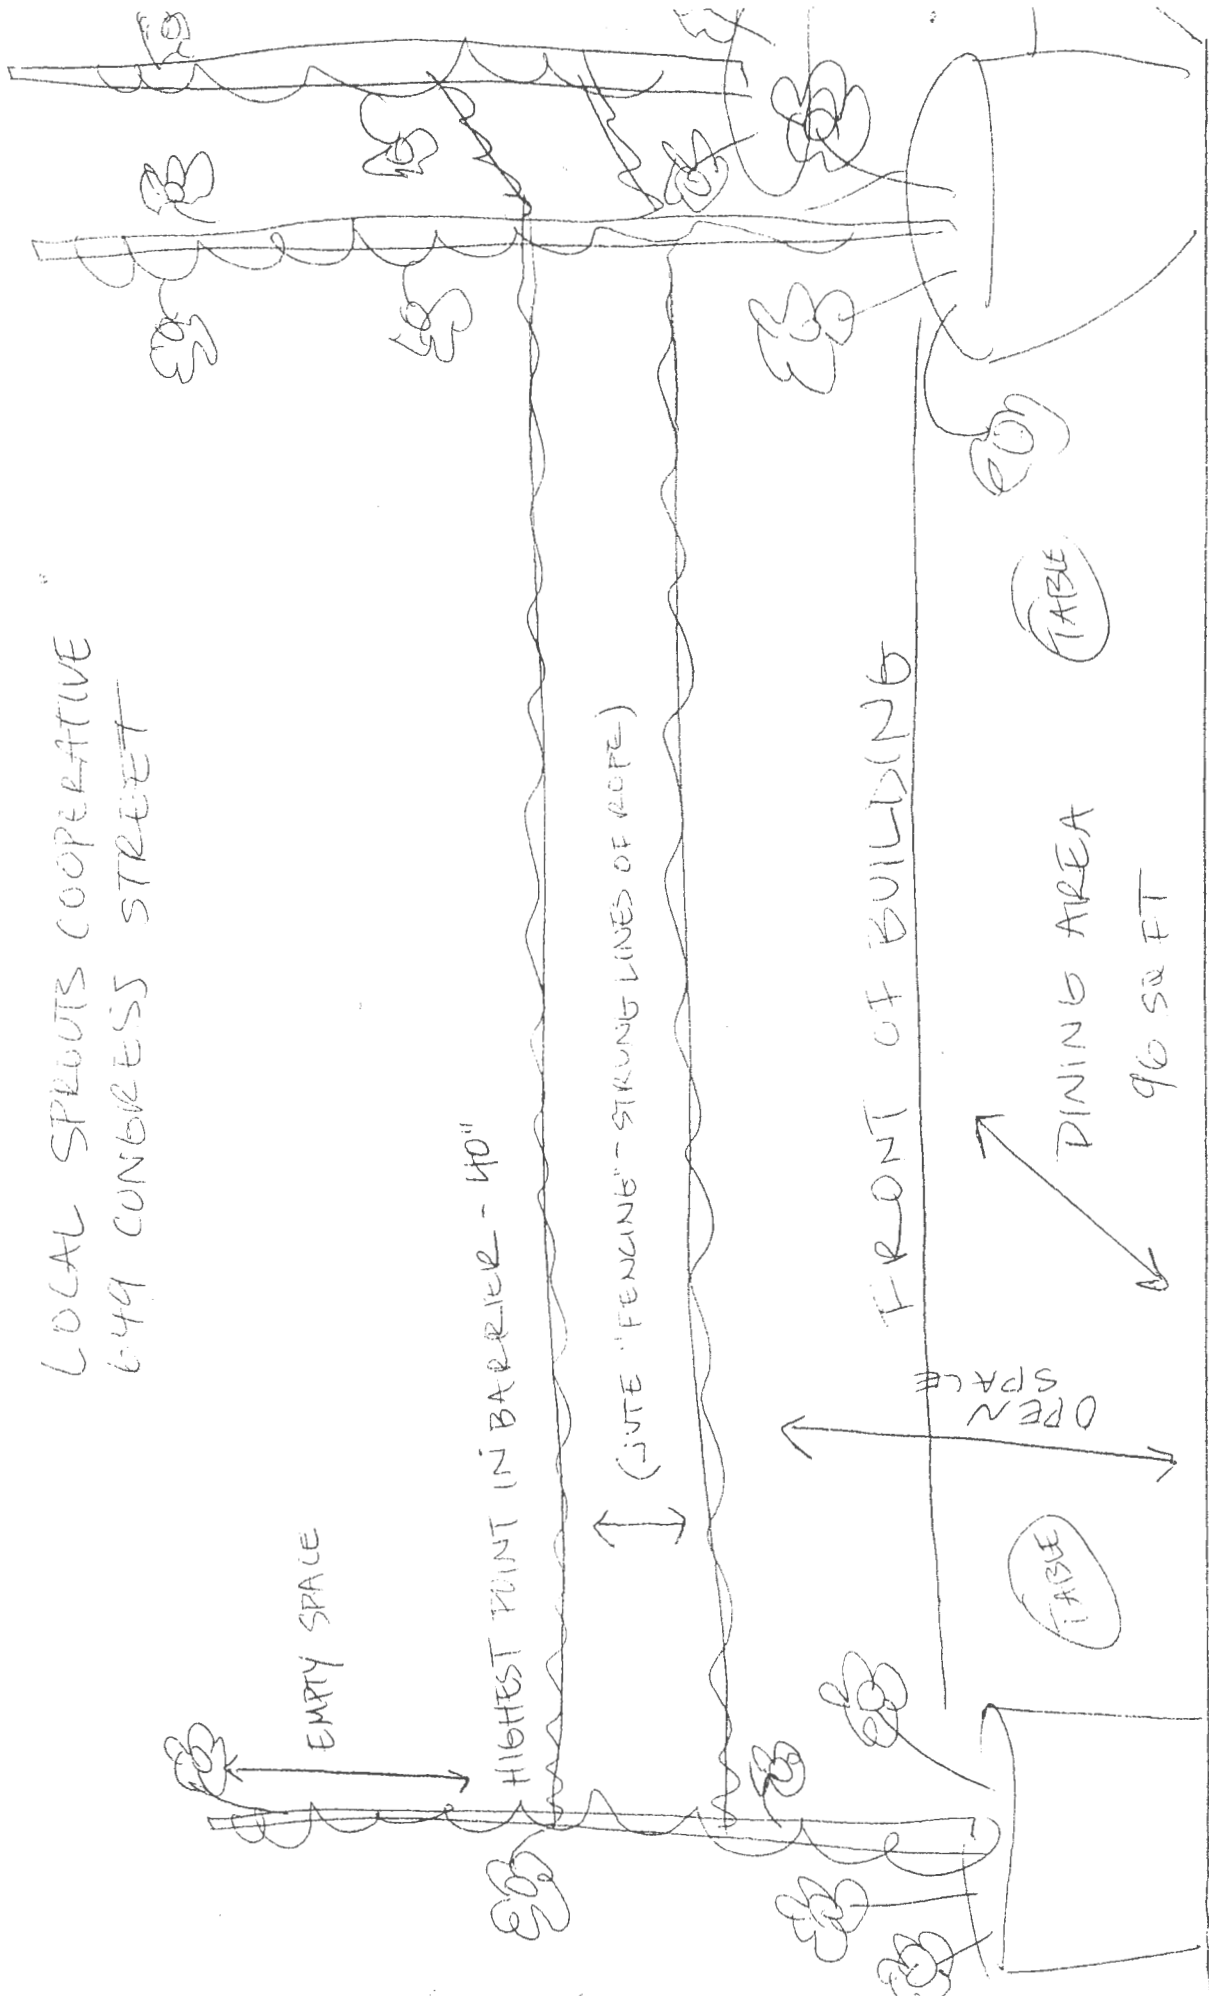 LOCAL SPROUTS COOPERATIVE
649 CONGRESS STREET
EMPTY SPACE
HIGHEST POINT IN BARRIER - 40"
(JUTE "FENCING" - STRUNG LINES OF ROPE)
FRONT OF BUILDING
OPEN
SPACE
TABLE
TABLE
DINING AREA
96 SQ FT